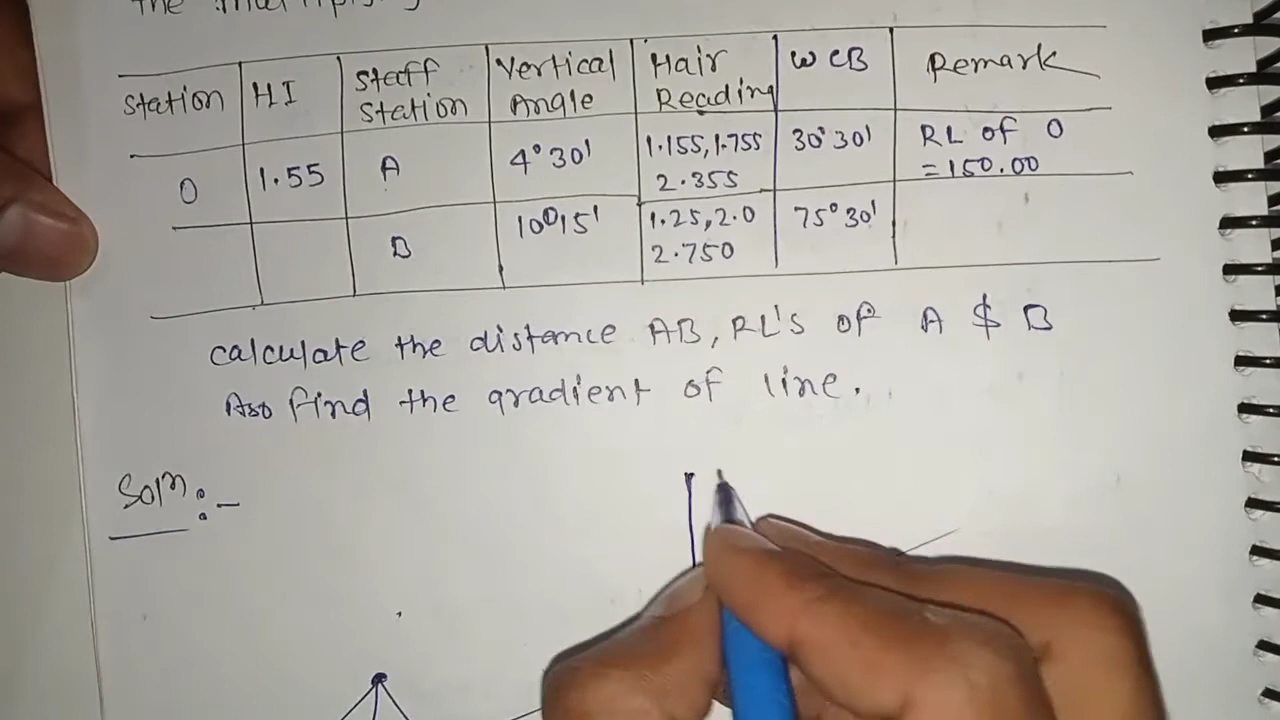 the
Station | HI | Staff Station | Vertical Angle | Hair Reading | WCB | Remark
O | 1.55 | A | 4°30' | 1.155, 1.755 2.355 | 30°30' | RL of O = 150.00
B | 10°15' | 1.25, 2.0 2.750 | 75°30'
calculate the distance AB, RL'S of A $ B
Also find the gradient of line.
Soln:-